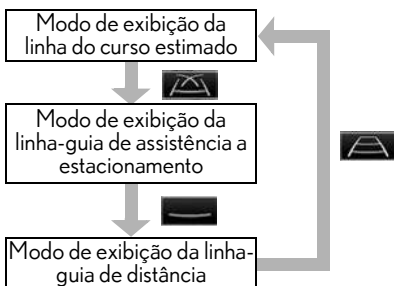 Modo de exibição da
linha do curso estimado
Modo de exibição da
linha-guia de assistência a
estacionamento
Modo de exibição da linha-
guia de distância